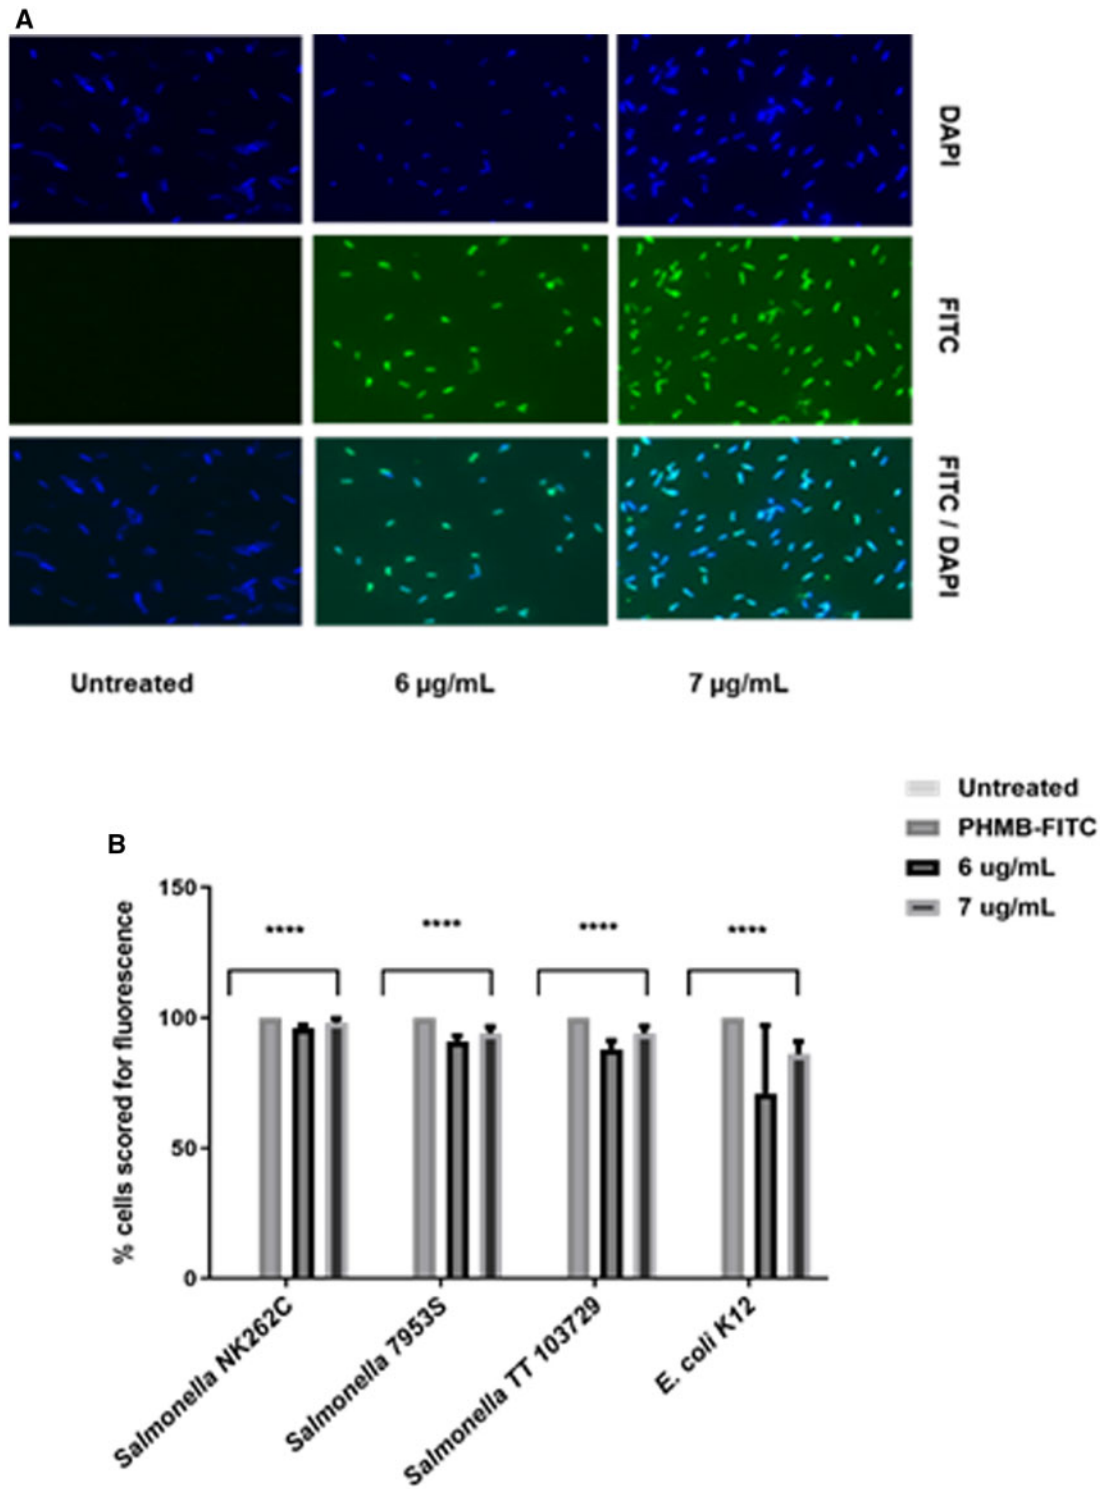 A
DAPI
FITC
FITC / DAPI
Untreated
6 µg/mL
7 µg/mL
Untreated
PHMB-FITC
6 ug/mL
7 ug/mL
B
% cells scored for fluorescence
150
100
50
0
****
****
****
****
Salmonella NK262C
Salmonella 7953S
Salmonella TT 103729
E. coli K12